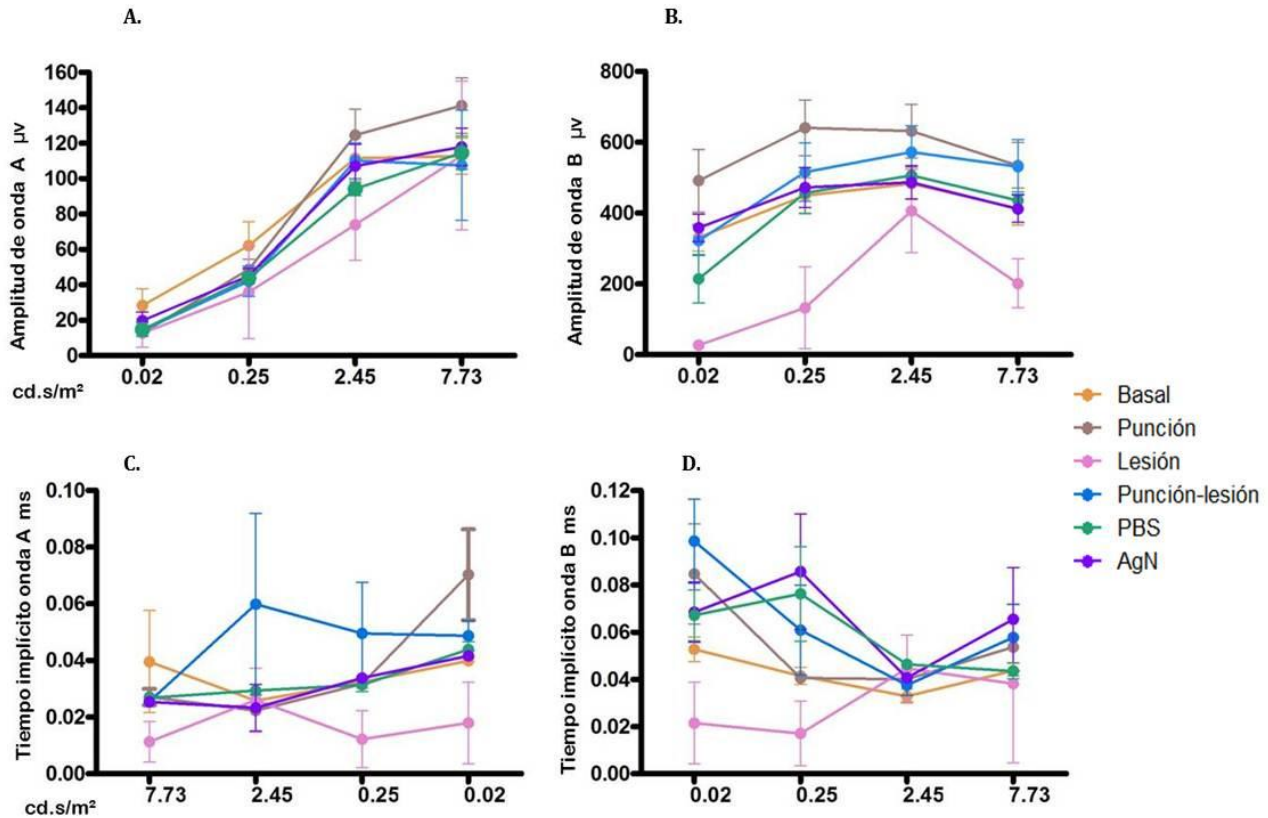 A.
B.
Amplitud de onda A µv
160
140
120
100
80
60
40
20
0
0.02 0.25 2.45 7.73
cd.s/m²
Amplitud de onda B µv
800
600
400
200
0
0.02 0.25 2.45 7.73
Basal
Punción
Lesión
Punción-lesión
PBS
AgN
C.
D.
Tiempo implícito onda A ms
0.10
0.08
0.06
0.04
0.02
0.00
7.73 2.45 0.25 0.02
cd.s/m²
Tiempo implícito onda B ms
0.12
0.10
0.08
0.06
0.04
0.02
0.00
0.02 0.25 2.45 7.73